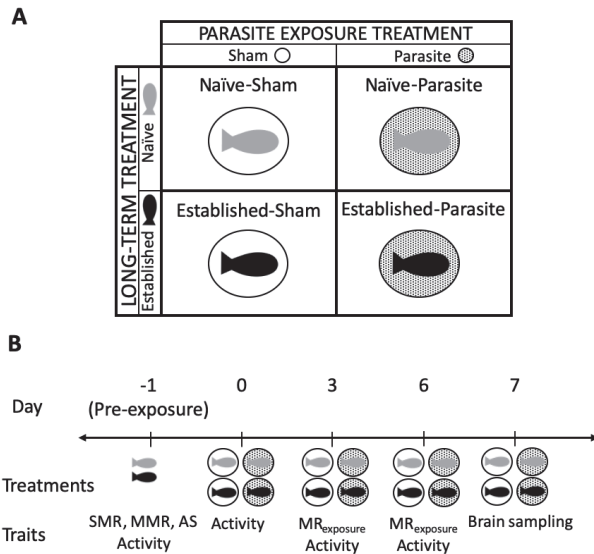 A
PARASITE EXPOSURE TREATMENT
Sham
Parasite
LONG-TERM TREATMENT
Naïve
Established
Naïve-Sham
Naïve-Parasite
Established-Sham
Established-Parasite
B
Day
-1
0
3
6
7
(Pre-exposure)
Treatments
Traits
SMR, MMR, AS
Activity
Activity
MRexposure
Activity
MRexposure
Activity
Brain sampling